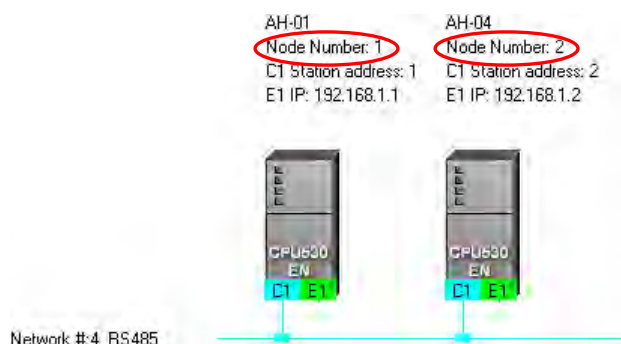 AH-01
Node Number: 1
C1 Station address: 1
E1 IP: 192.168.1.1
AH-04
Node Number: 2
C1 Station address: 2
E1 IP: 192.168.1.2
CPU530
EN
C1 E1
CPU530
EN
C1 E1
Network #:4 RS485